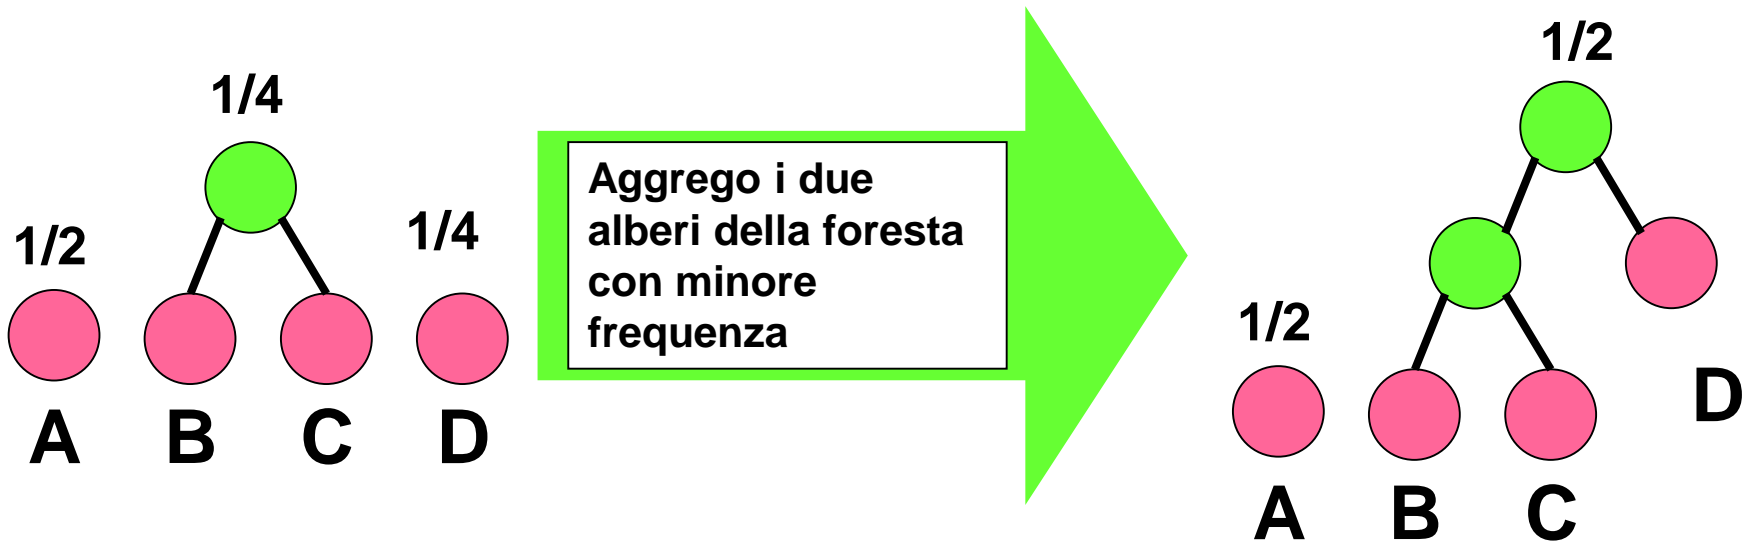 1/4
1/2
1/4
A B C D
Aggrego i due
alberi della foresta
con minore
frequenza
1/2
1/2
D
A B C